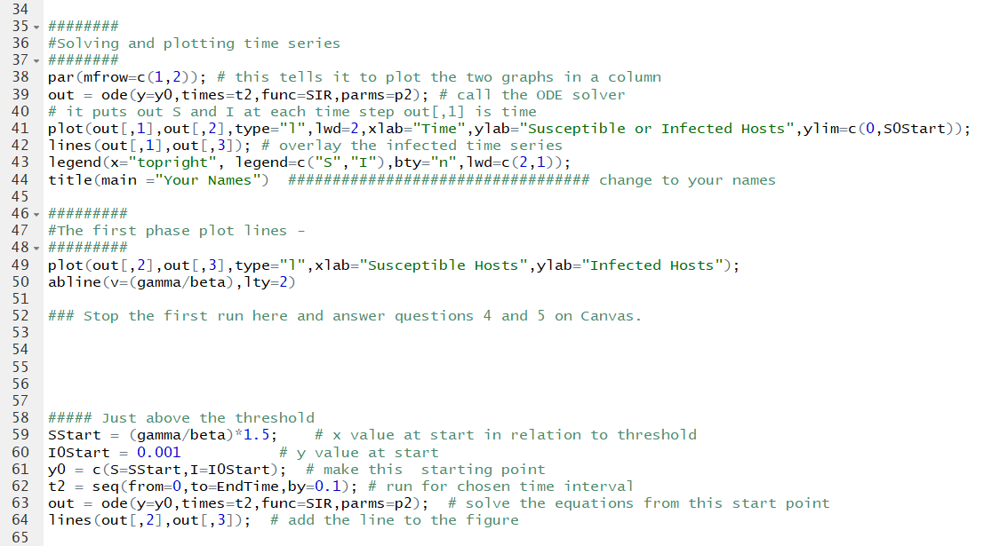 34
35 ########
36 #Solving and plotting time series
37 ########
38 par(mfrow=c(1,2)); # this tells it to plot the two graphs in a column
39 out = ode(y=y0,times=t2,func=SIR,parms=p2); # call the ODE solver
40 # it puts out S and I at each time step out[,1] is time
41 plot(out[,1],out[,2],type="l",lwd=2,xlab="Time",ylab="Susceptible or Infected Hosts",ylim=c(0,S0Start));
42 lines(out[,1],out[,3]); # overlay the infected time series
43 legend(x="topright", legend=c("S","I"),bty="n",lwd=c(2,1));
44 title(main ="Your Names")  ################################## change to your names
45
46 #########
47 #The first phase plot lines -
48 #########
49 plot(out[,2],out[,3],type="l",xlab="Susceptible Hosts",ylab="Infected Hosts");
50 abline(v=(gamma/beta),lty=2)
51
52 ### Stop the first run here and answer questions 4 and 5 on Canvas.
53
54
55
56
57
58 ##### Just above the threshold
59 SStart = (gamma/beta)*1.5;    # x value at start in relation to threshold
60 I0Start = 0.001           # y value at start
61 y0 = c(S=SStart,I=I0Start);  # make this  starting point
62 t2 = seq(from=0,to=EndTime,by=0.1); # run for chosen time interval
63 out = ode(y=y0,times=t2,func=SIR,parms=p2);  # solve the equations from this start point
64 lines(out[,2],out[,3]);  # add the line to the figure
65